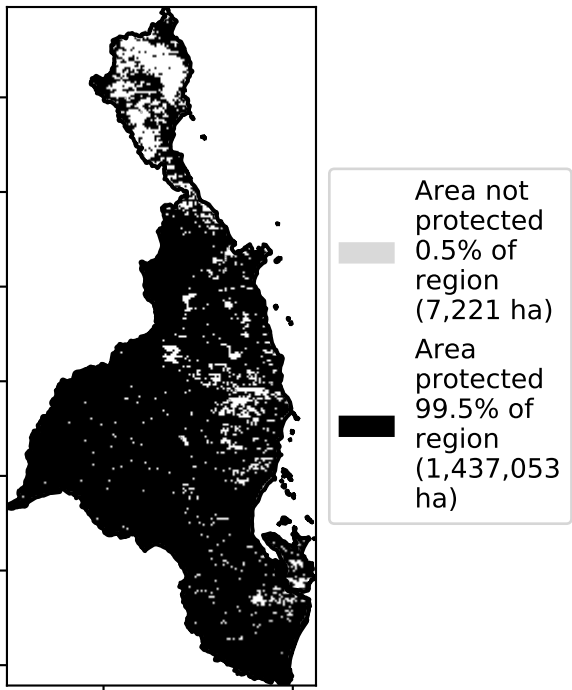 Area not
protected
0.5% of
region
(7,221 ha)
Area
protected
99.5% of
region
(1,437,053
ha)